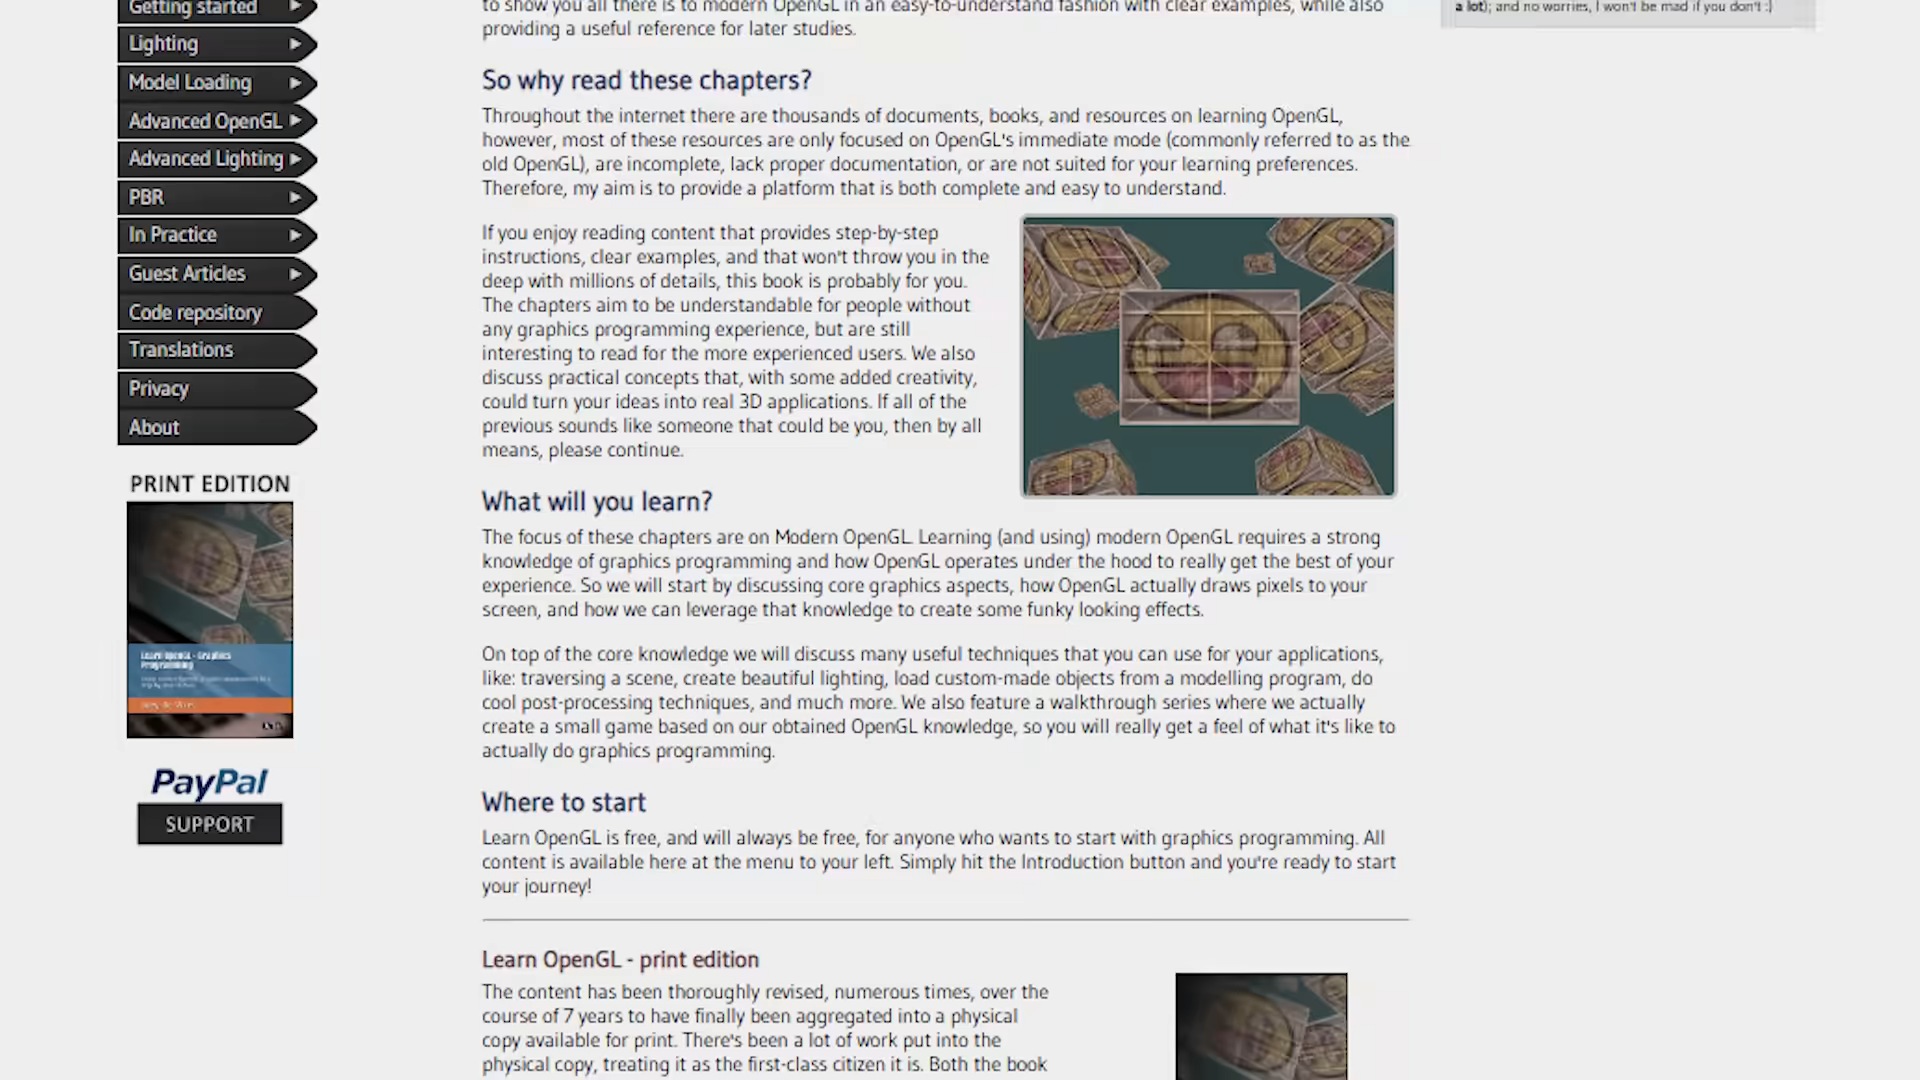 Getting started
Lighting
Model Loading
Advanced OpenGL
Advanced Lighting
PBR
In Practice
Guest Articles
Code repository
Translations
Privacy
About
PRINT EDITION
Learn OpenGL - Graphics
Programming
PayPal
SUPPORT
to show you all there is to modern OpenGL in an easy-to-understand fashion with clear examples, while also
providing a useful reference for later studies.
So why read these chapters?
Throughout the internet there are thousands of documents, books, and resources on learning OpenGL,
however, most of these resources are only focused on OpenGL's immediate mode (commonly referred to as the
old OpenGL), are incomplete, lack proper documentation, or are not suited for your learning preferences.
Therefore, my aim is to provide a platform that is both complete and easy to understand.
If you enjoy reading content that provides step-by-step
instructions, clear examples, and that won't throw you in the
deep with millions of details, this book is probably for you.
The chapters aim to be understandable for people without
any graphics programming experience, but are still
interesting to read for the more experienced users. We also
discuss practical concepts that, with some added creativity,
could turn your ideas into real 3D applications. If all of the
previous sounds like someone that could be you, then by all
means, please continue.
What will you learn?
The focus of these chapters are on Modern OpenGL. Learning (and using) modern OpenGL requires a strong
knowledge of graphics programming and how OpenGL operates under the hood to really get the best of your
experience. So we will start by discussing core graphics aspects, how OpenGL actually draws pixels to your
screen, and how we can leverage that knowledge to create some funky looking effects.
On top of the core knowledge we will discuss many useful techniques that you can use for your applications,
like: traversing a scene, create beautiful lighting, load custom-made objects from a modelling program, do
cool post-processing techniques, and much more. We also feature a walkthrough series where we actually
create a small game based on our obtained OpenGL knowledge, so you will really get a feel of what it's like to
actually do graphics programming.
Where to start
Learn OpenGL is free, and will always be free, for anyone who wants to start with graphics programming. All
content is available here at the menu to your left. Simply hit the Introduction button and you're ready to start
your journey!
Learn OpenGL - print edition
The content has been thoroughly revised, numerous times, over the
course of 7 years to have finally been aggregated into a physical
copy available for print. There's been a lot of work put into the
physical copy, treating it as the first-class citizen it is. Both the book
a lot); and no worries, I won't be mad if you don't :)